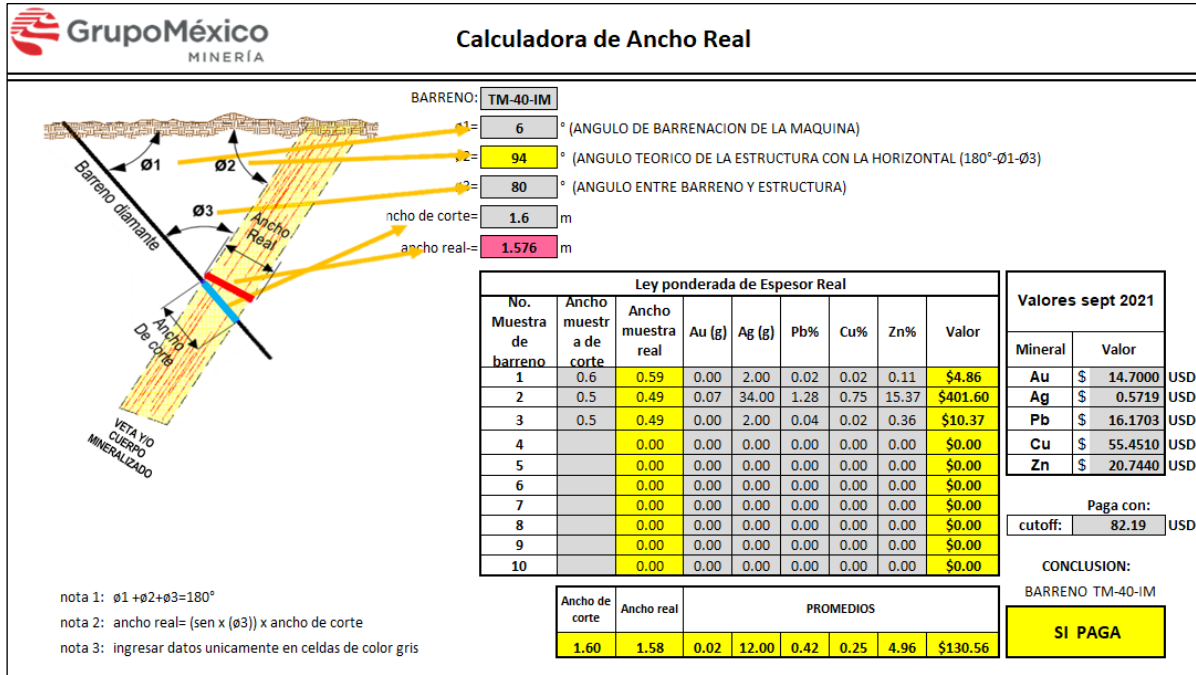 GrupoMéxico
MINERÍA
Calculadora de Ancho Real
BARRENO: TM-40-IM
ø1= 6 ° (ANGULO DE BARRENACION DE LA MAQUINA)
ø2= 94 ° (ANGULO TEORICO DE LA ESTRUCTURA CON LA HORIZONTAL (180°-Ø1-Ø3)
ø3= 80 ° (ANGULO ENTRE BARRENO Y ESTRUCTURA)
ncho de corte= 1.6 m
ancho real-= 1.576 m
Ø1
Ø2
Ø3
Barreno diamante
Ancho
Real
Ancho
De corte
VETA Y/O
CUERPO
MINERALIZADO
Ley ponderada de Espesor Real
No. Muestra de barreno Ancho muestr a de corte Ancho muestra real Au (g) Ag (g) Pb% Cu% Zn% Valor
1 0.6 0.59 0.00 2.00 0.02 0.02 0.11 $4.86
2 0.5 0.49 0.07 34.00 1.28 0.75 15.37 $401.60
3 0.5 0.49 0.00 2.00 0.04 0.02 0.36 $10.37
4 0.00 0.00 0.00 0.00 0.00 0.00 $0.00
5 0.00 0.00 0.00 0.00 0.00 0.00 $0.00
6 0.00 0.00 0.00 0.00 0.00 0.00 $0.00
7 0.00 0.00 0.00 0.00 0.00 0.00 $0.00
8 0.00 0.00 0.00 0.00 0.00 0.00 $0.00
9 0.00 0.00 0.00 0.00 0.00 0.00 $0.00
10 0.00 0.00 0.00 0.00 0.00 0.00 $0.00
Ancho de corte Ancho real PROMEDIOS
1.60 1.58 0.02 12.00 0.42 0.25 4.96 $130.56
Valores sept 2021
Mineral Valor
Au $ 14.7000 USD
Ag $ 0.5719 USD
Pb $ 16.1703 USD
Cu $ 55.4510 USD
Zn $ 20.7440 USD
Paga con:
cutoff: 82.19 USD
CONCLUSION:
BARRENO TM-40-IM
SI PAGA
nota 1: ø1 +ø2+ø3=180°
nota 2: ancho real= (sen x (ø3)) x ancho de corte
nota 3: ingresar datos unicamente en celdas de color gris